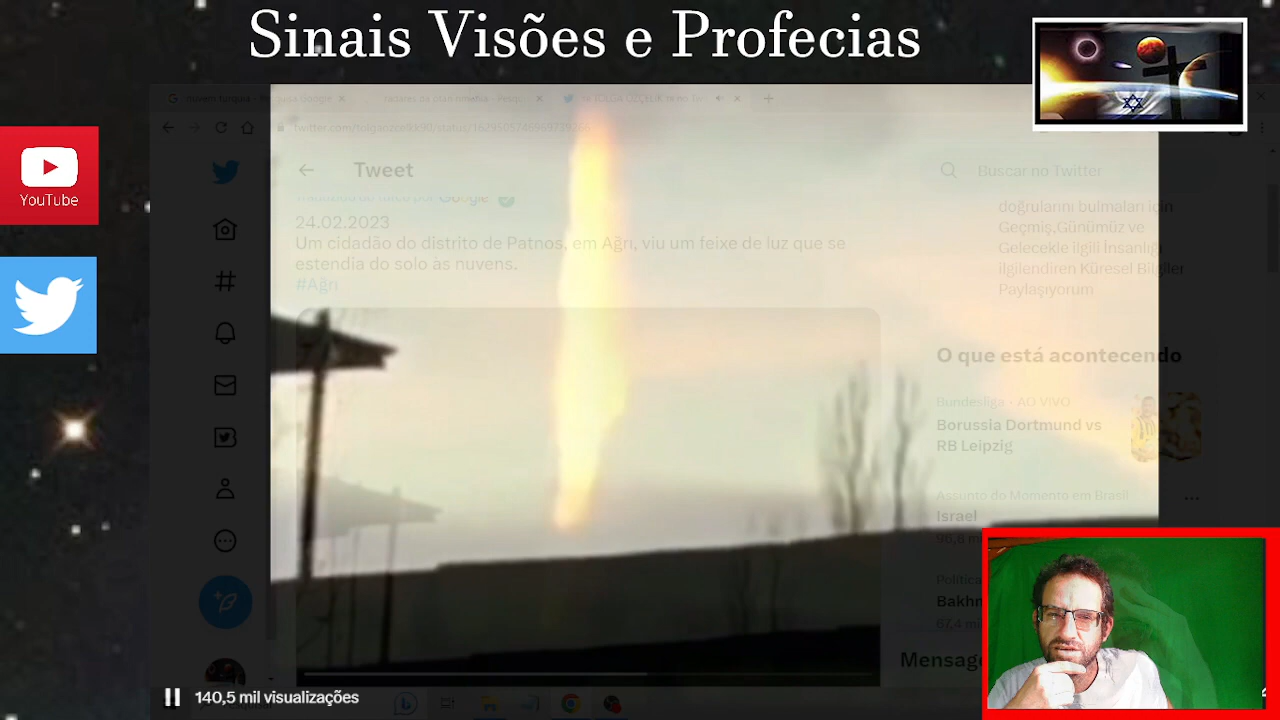 Sinais Visões e Profecias
YouTube
Tweet
Buscar no Twitter
24.02.2023
Um cidadão do distrito de Patnos, em Ağrı, viu um feixe de luz que se
estendia do solo às nuvens.
#Ağrı
doğrularını bulmaları için
Geçmiş,Günümüz ve
Gelecekle ilgili İnsanlığı
ilgilendiren Küresel Bilgiler
Paylaşıyorum
O que está acontecendo
Bundesliga · AO VIVO
Borussia Dortmund vs
RB Leipzig
Assunto do Momento em Brasil
Israel
140,5 mil visualizações